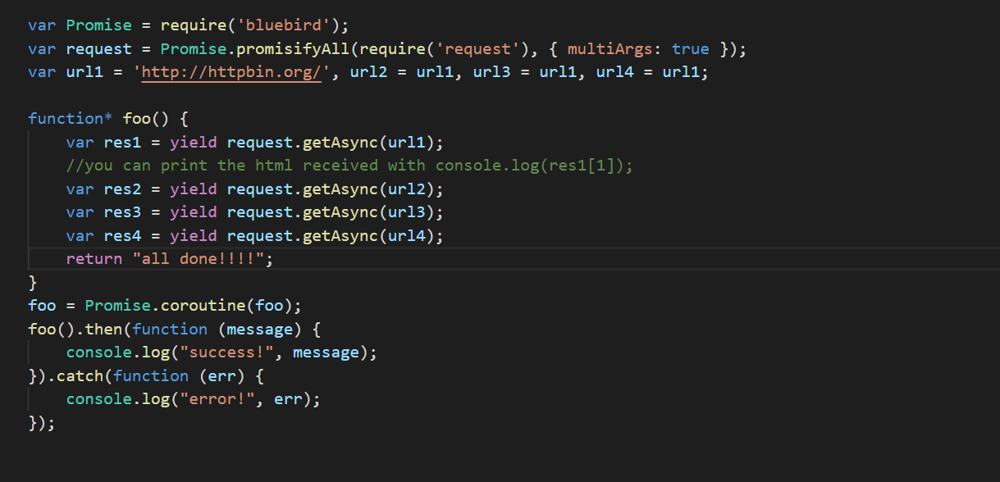 var Promise = require('bluebird');
var request = Promise.promisifyAll(require('request'), { multiArgs: true });
var url1 = 'http://httpbin.org/', url2 = url1, url3 = url1, url4 = url1;

function* foo() {
    var res1 = yield request.getAsync(url1);
    //you can print the html received with console.log(res1[1]);
    var res2 = yield request.getAsync(url2);
    var res3 = yield request.getAsync(url3);
    var res4 = yield request.getAsync(url4);
    return "all done!!!!";
}
foo = Promise.coroutine(foo);
foo().then(function (message) {
    console.log("success!", message);
}).catch(function (err) {
    console.log("error!", err);
});